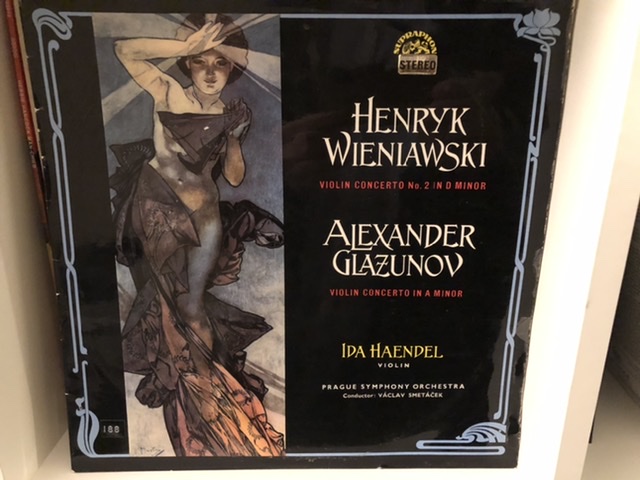 SUPRAPHON
STEREO
HENRYK
WIENIAWSKI
VIOLIN CONCERTO No. 2 IN D MINOR
ALEXANDER
GLAZUNOV
VIOLIN CONCERTO IN A MINOR
IDA HAENDEL
VIOLIN
PRAGUE SYMPHONY ORCHESTRA
Conductor: VÁCLAV SMETÁČEK
188